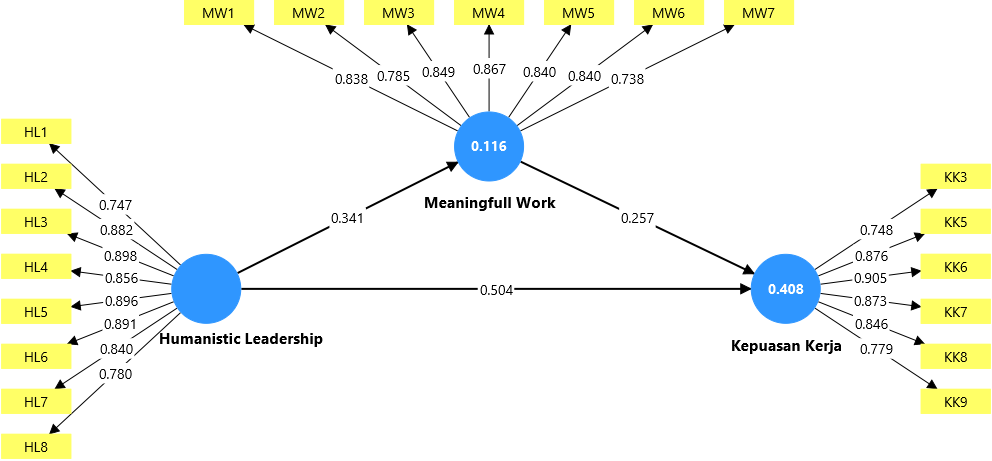 MW1 MW2 MW3 MW4 MW5 MW6 MW7
0.838 0.785 0.849 0.867 0.840 0.840 0.738
0.116
Meaningfull Work
HL1
HL2
HL3
HL4
HL5
HL6
HL7
HL8
0.747
0.882
0.898
0.856
0.896
0.891
0.840
0.780
Humanistic Leadership
0.341
0.257
0.504
0.408
Kepuasan Kerja
0.748
0.876
0.905
0.873
0.846
0.779
KK3
KK5
KK6
KK7
KK8
KK9